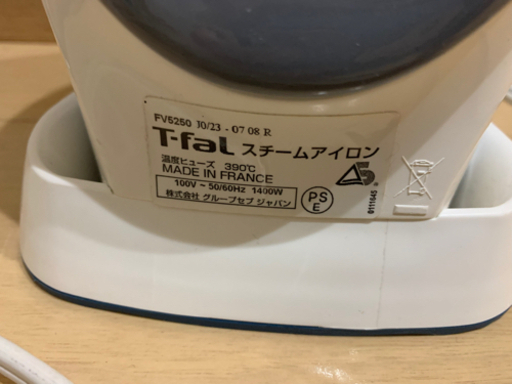 FV5250 J0/23 - 07 08 R
T-faL スチームアイロン
温度ヒューズ 390℃
MADE IN FRANCE
100V ~ 50/60Hz 1400W
株式会社 グループセブ ジャパン
PS
E
0111645